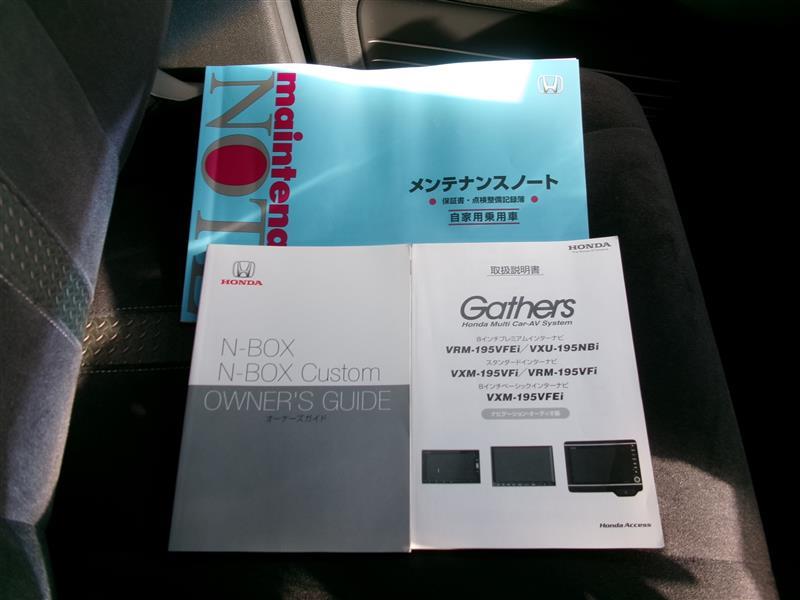 maintena
NOTE
メンテナンスノート
保証書・点検整備記録簿
自家用乗用車
HONDA
N-BOX
N-BOX Custom
OWNER'S GUIDE
オーナーズガイド
HONDA
取扱説明書
Gathers
Honda Multi Car-AV System
8インチプレミアムインターナビ
VRM-195VFEi/VXU-195NBi
スタンダードインターナビ
VXM-195VFi/VRM-195VFi
8インチベーシックインターナビ
VXM-195VFEi
ナビゲーション・オーディオ編
Honda Access